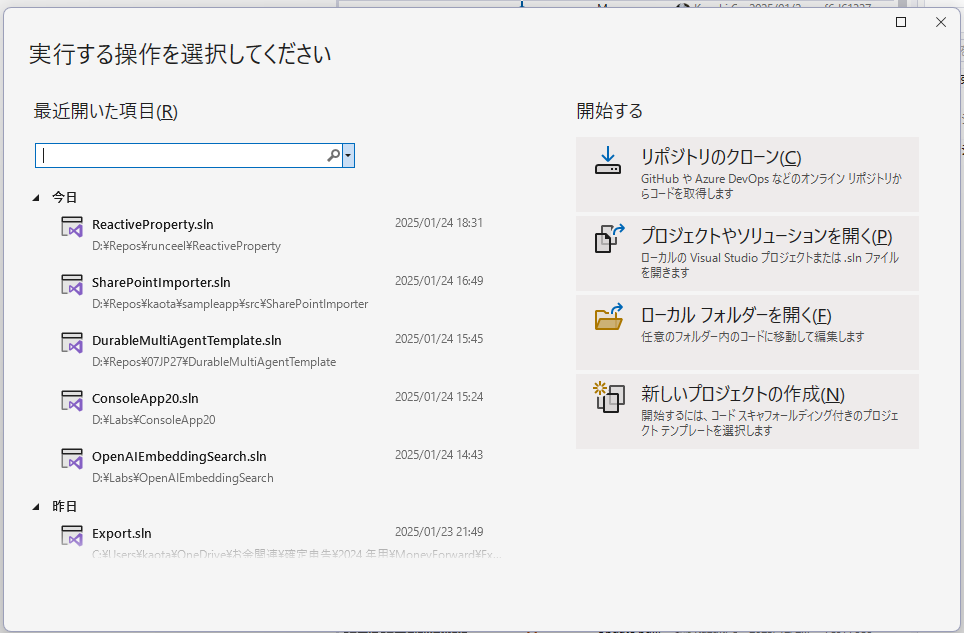 実行する操作を選択してください
最近開いた項目(R)
今日
ReactiveProperty.sln
2025/01/24 18:31
D:¥Repos¥runceel¥ReactiveProperty
SharePointImporter.sln
2025/01/24 16:49
D:¥Repos¥kaota¥sampleapp¥src¥SharePointImporter
DurableMultiAgentTemplate.sln
2025/01/24 15:45
D:¥Repos¥07JP27¥DurableMultiAgentTemplate
ConsoleApp20.sln
2025/01/24 15:24
D:¥Labs¥ConsoleApp20
OpenAIEmbeddingSearch.sln
2025/01/24 14:43
D:¥Labs¥OpenAIEmbeddingSearch
昨日
Export.sln
2025/01/23 21:49
C:¥Users¥kaota¥OneDrive¥お金関連¥確定申告¥2024 年用¥MoneyForward¥Ex...
開始する
リポジトリのクローン(C)
GitHub や Azure DevOps などのオンライン リポジトリか
らコードを取得します
プロジェクトやソリューションを開く(P)
ローカルの Visual Studio プロジェクトまたは .sln ファイル
を開きます
ローカル フォルダーを開く(F)
任意のフォルダー内のコードに移動して編集します
新しいプロジェクトの作成(N)
開始するには、コード スキャフォールディング付きのプロジェ
クト テンプレートを選択します